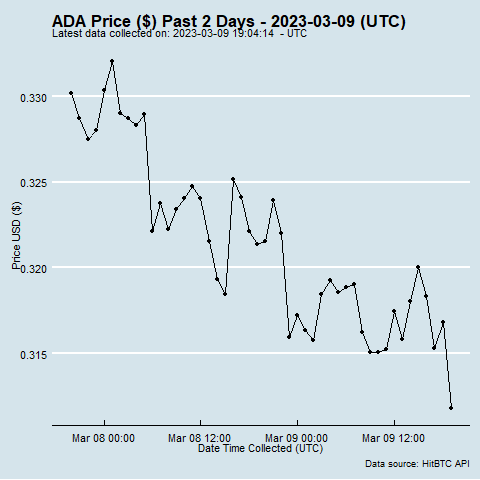 ADA Price ($) Past 2 Days - 2023-03-09 (UTC)
Latest data collected on: 2023-03-09 19:04:14 - UTC
0.330
0.325
0.320
0.315
Price USD ($)
Mar 08 00:00 Mar 08 12:00 Mar 09 00:00 Mar 09 12:00
Date Time Collected (UTC)
Data source: HitBTC API